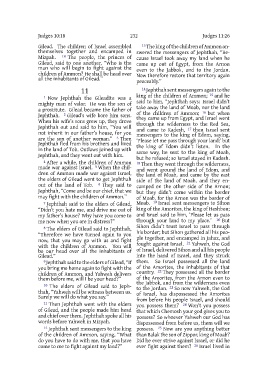 Judges 10:18
232
Judges 11:26
Gilead. The children of Israel assembled
themselves together and encamped in
Mizpah. 18 The people, the princes of
Gilead, said to one another, “Who is the
man who will begin to fight against the
children of Ammon? He shall be head over
all the inhabitants of Gilead.”
11
1 Now Jephthah the Gileadite was a
mighty man of valor. He was the son of
a prostitute. Gilead became the father of
Jephthah. 2 Gilead’s wife bore him sons.
When his wife’s sons grew up, they drove
Jephthah out and said to him, “You will
not inherit in our father’s house, for you
are the son of another woman.” 3 Then
Jephthah fled from his brothers and lived
in the land of Tob. Outlaws joined up with
Jephthah, and they went out with him.
4 After a while, the children of Ammon
made war against Israel. 5 When the chil-
dren of Ammon made war against Israel,
the elders of Gilead went to get Jephthah
out of the land of Tob. 6 They said to
Jephthah, “Come and be our chief, that we
may fight with the children of Ammon.”
7 Jephthah said to the elders of Gilead,
“Didn’t you hate me, and drive me out of
my father’s house? Why have you come to
me now when you are in distress?”
8 The elders of Gilead said to Jephthah,
“Therefore we have turned again to you
now, that you may go with us and fight
with the children of Ammon. You will
be our head over all the inhabitants of
Gilead.”
9 Jephthah said to the elders of Gilead, “If
you bring me home again to fight with the
children of Ammon, and Yahweh delivers
them before me, will I be your head?”
10 The elders of Gilead said to Jeph-
thah, “Yahweh will be witness between us.
Surely we will do what you say.”
11 Then Jephthah went with the elders
of Gilead, and the people made him head
and chief over them. Jephthah spoke all his
words before Yahweh in Mizpah.
12 Jephthah sent messengers to the king
of the children of Ammon, saying, “What
do you have to do with me, that you have
come to me to fight against my land?”
13 The king of the children of Ammon an-
swered the messengers of Jephthah, “Be-
cause Israel took away my land when he
came up out of Egypt, from the Arnon
even to the Jabbok, and to the Jordan.
Now therefore restore that territory again
peaceably.”
14 Jephthah sent messengers again to the
king of the children of Ammon; 15 and he
said to him, “Jephthah says: Israel didn’t
take away the land of Moab, nor the land
of the children of Ammon; 16 but when
they came up from Egypt, and Israel went
through the wilderness to the Red Sea,
and came to Kadesh, 17 then Israel sent
messengers to the king of Edom, saying,
‘Please let me pass through your land;’ but
the king of Edom didn’t listen. In the
same way, he sent to the king of Moab,
but he refused; so Israel stayed in Kadesh.
18 Then they went through the wilderness,
and went around the land of Edom, and
the land of Moab, and came by the east
side of the land of Moab, and they en-
camped on the other side of the Arnon;
but they didn’t come within the border
of Moab, for the Arnon was the border of
Moab. 19 Israel sent messengers to Sihon
king of the Amorites, the king of Heshbon;
and Israel said to him, ‘Please let us pass
through your land to my place.’ 20 But
Sihon didn’t trust Israel to pass through
his border; but Sihon gathered all his peo-
ple together, and encamped in Jahaz, and
fought against Israel. 21 Yahweh, the God
of Israel, delivered Sihon and all his people
into the hand of Israel, and they struck
them. So Israel possessed all the land
of the Amorites, the inhabitants of that
country. 22 They possessed all the border
of the Amorites, from the Arnon even to
the Jabbok, and from the wilderness even
to the Jordan. 23 So now Yahweh, the God
of Israel, has dispossessed the Amorites
from before his people Israel, and should
you possess them? 24 Won’t you possess
that which Chemosh your god gives you to
possess? So whoever Yahweh our God has
dispossessed from before us, them will we
possess. 25 Now are you anything better
than Balak the son of Zippor, king of Moab?
Did he ever strive against Israel, or did he
ever fight against them? 26 Israel lived in